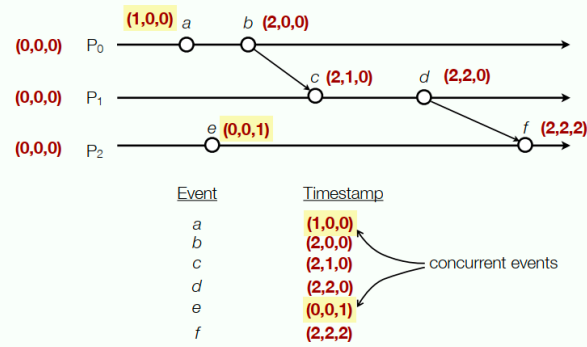 (1,0,0) a b (2,0,0)
(0,0,0) P0
c (2,1,0) d (2,2,0)
(0,0,0) P1
e (0,0,1) f (2,2,2)
(0,0,0) P2
Event Timestamp
a (1,0,0)
b (2,0,0)
c (2,1,0)
concurrent events
d (2,2,0)
e (0,0,1)
f (2,2,2)